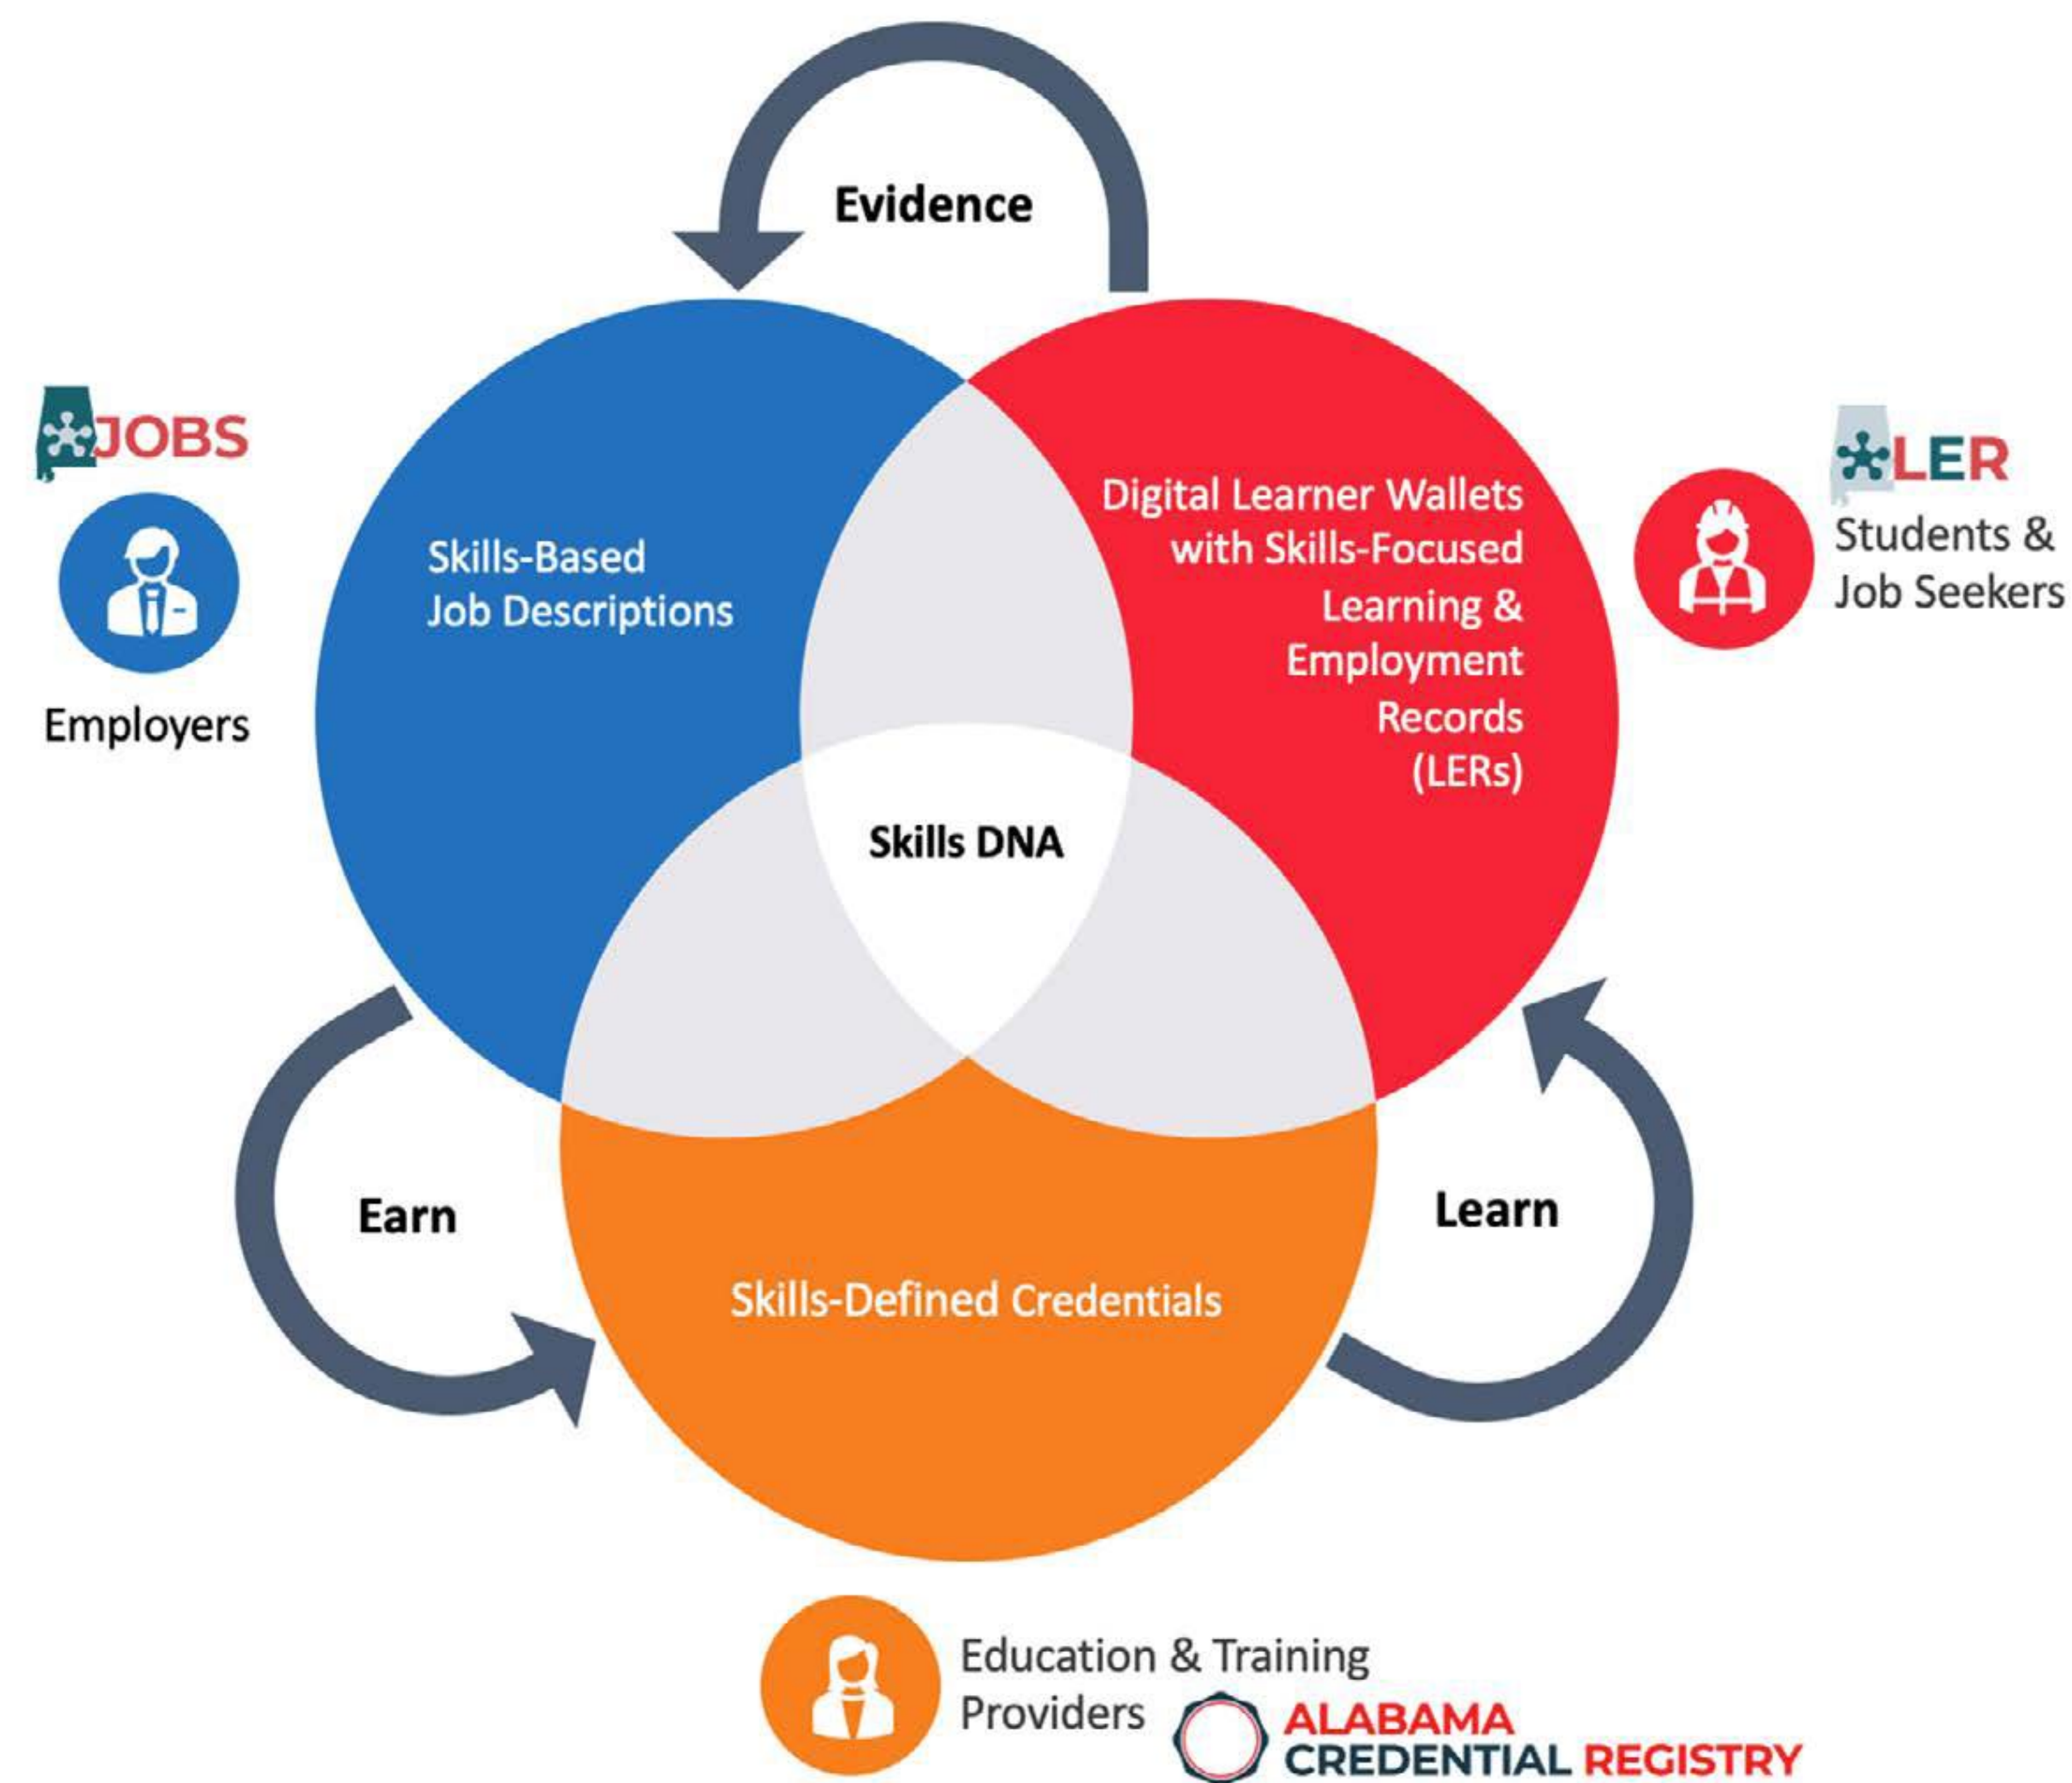 Evidence
JOBS
Employers
Skills-Based
Job Descriptions
Digital Learner Wallets
with Skills-Focused
Learning &
Employment
Records
(LERs)
LER
Students &
Job Seekers
Skills DNA
Earn
Learn
Skills-Defined Credentials
Education & Training
Providers
ALABAMA
CREDENTIAL REGISTRY